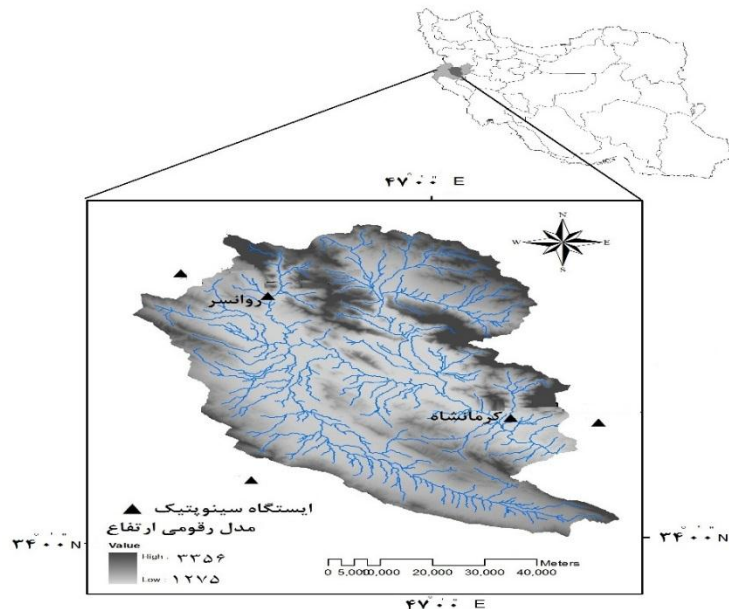 ۴۷° ۰۰' E
N
W E
S
روانسر
کرمانشاه
ایستگاه سینوپتیک
مدل رقومی ارتفاع
Value
High : ۳۳۵۶
Low : ۱۲۷۵
Meters
0 5,000 10,000 20,000 30,000 40,000
۳۴° ۰۰' N
۳۴° ۰۰' N
۴۷° ۰۰' E